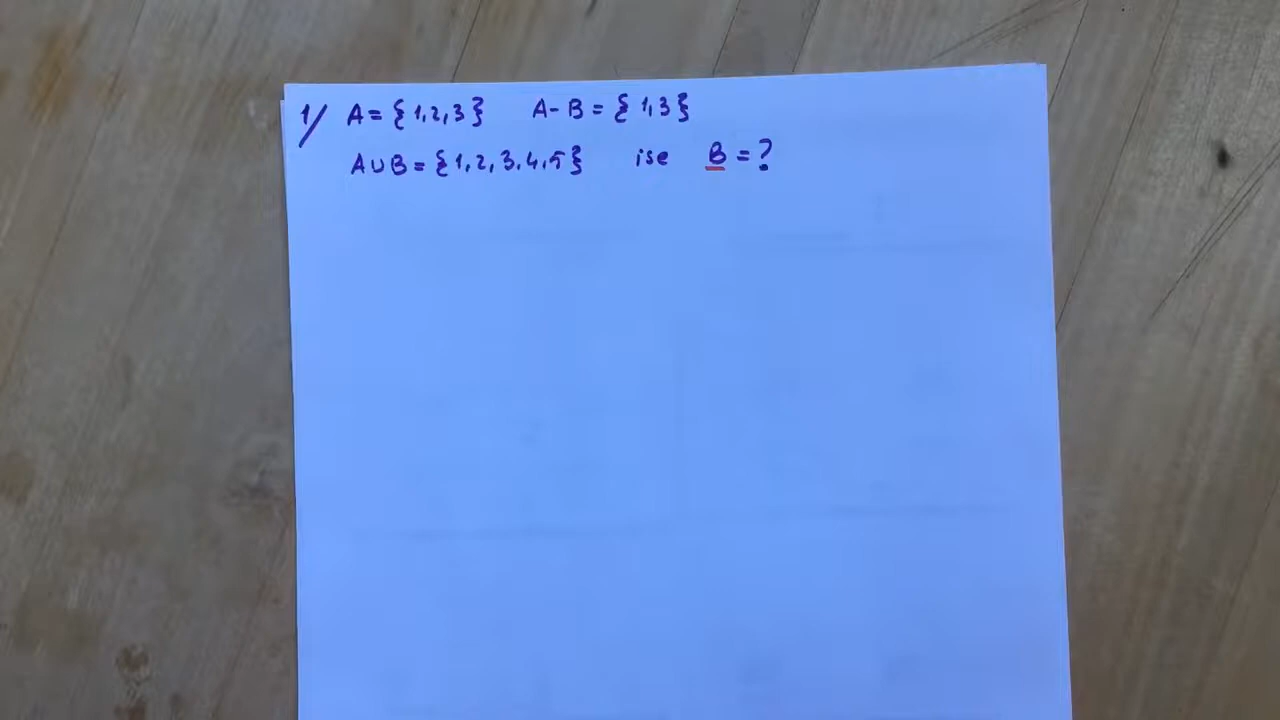 1/ A = {1,2,3} A - B = {1,3}
A∪B = {1,2,3,4,5} ise B = ?